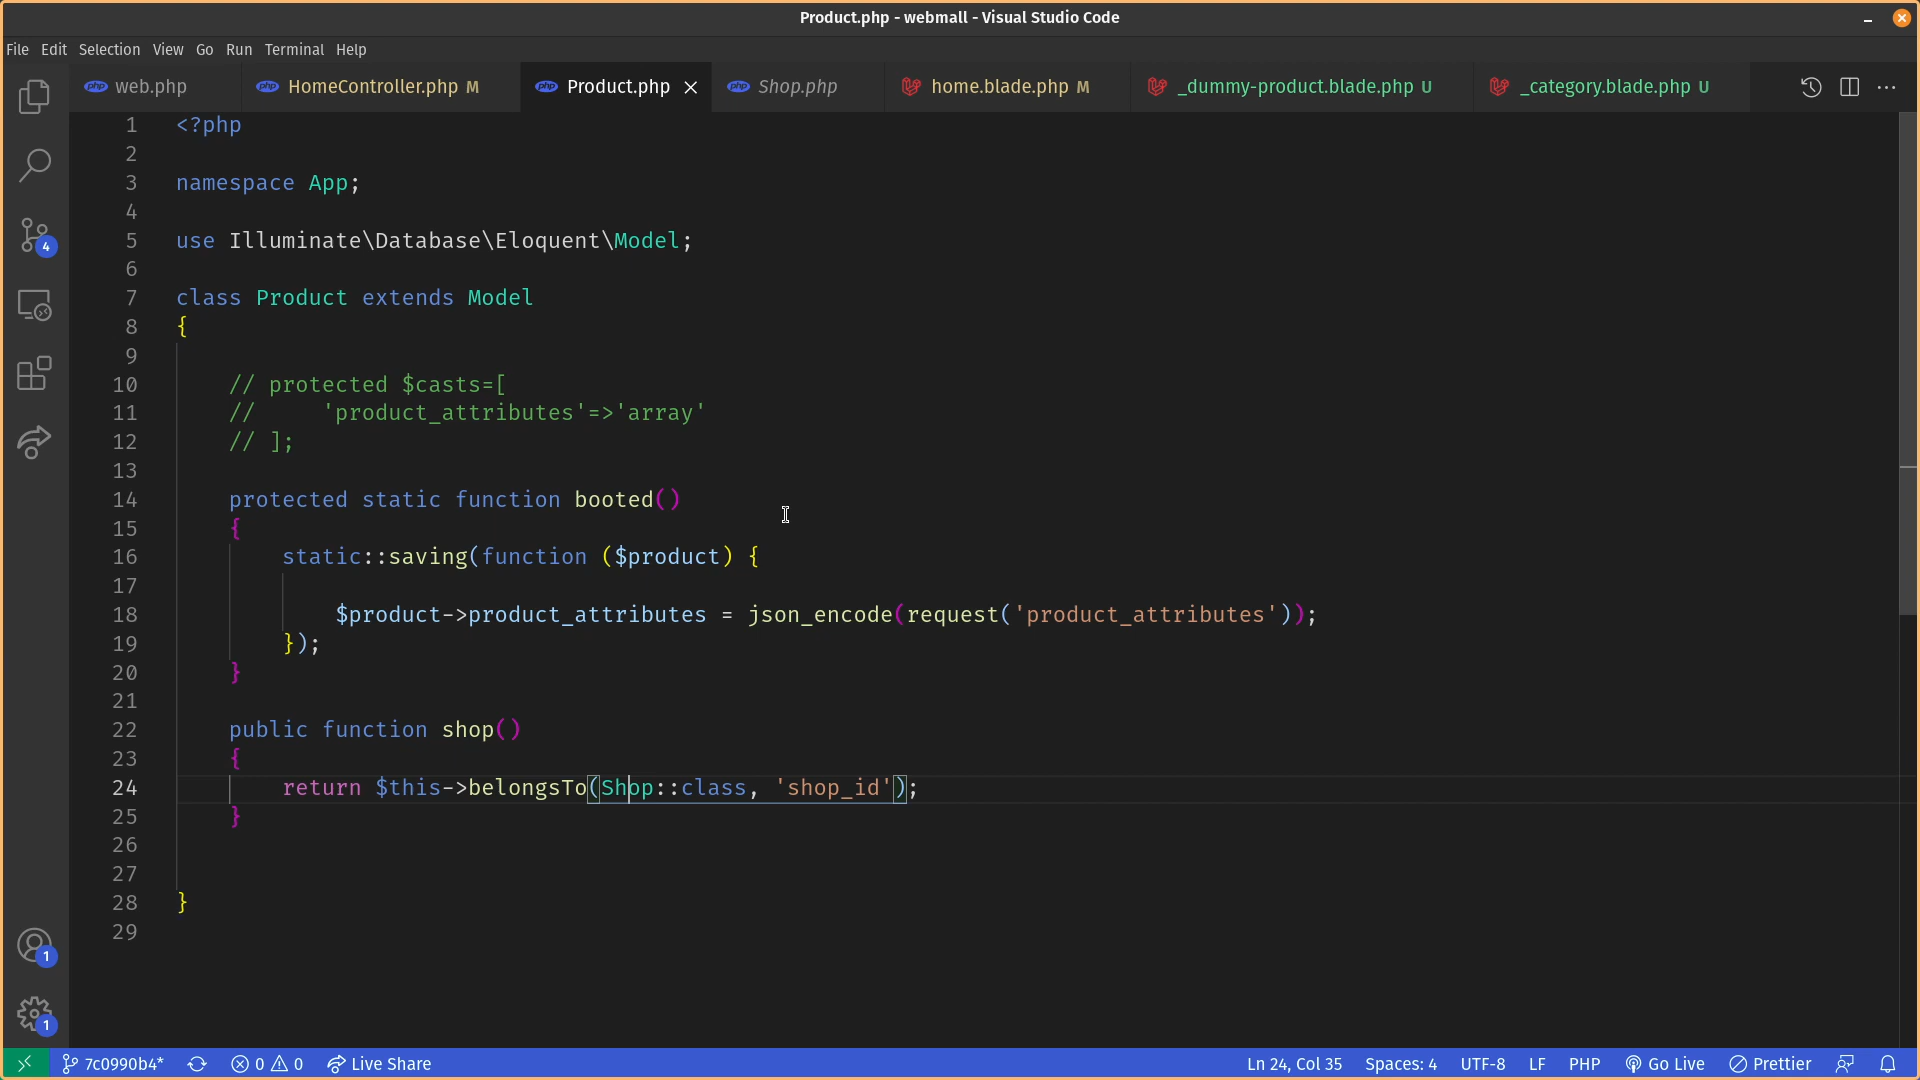 Product.php - webmall - Visual Studio Code
File Edit Selection View Go Run Terminal Help
web.php HomeController.php M Product.php Shop.php home.blade.php M _dummy-product.blade.php U _category.blade.php U
1 <?php
2
3 namespace App;
4
5 use Illuminate\Database\Eloquent\Model;
6
7 class Product extends Model
8 {
9
10 // protected $casts=[
11 //     'product_attributes'=>'array'
12 // ];
13
14 protected static function booted()
15 {
16 static::saving(function ($product) {
17
18 $product->product_attributes = json_encode(request('product_attributes'));
19 });
20 }
21
22 public function shop()
23 {
24 return $this->belongsTo(Shop::class, 'shop_id');
25 }
26
27
28 }
29
4
1
1
7c0990b4* 0 0 Live Share Ln 24, Col 35 Spaces: 4 UTF-8 LF PHP Go Live Prettier